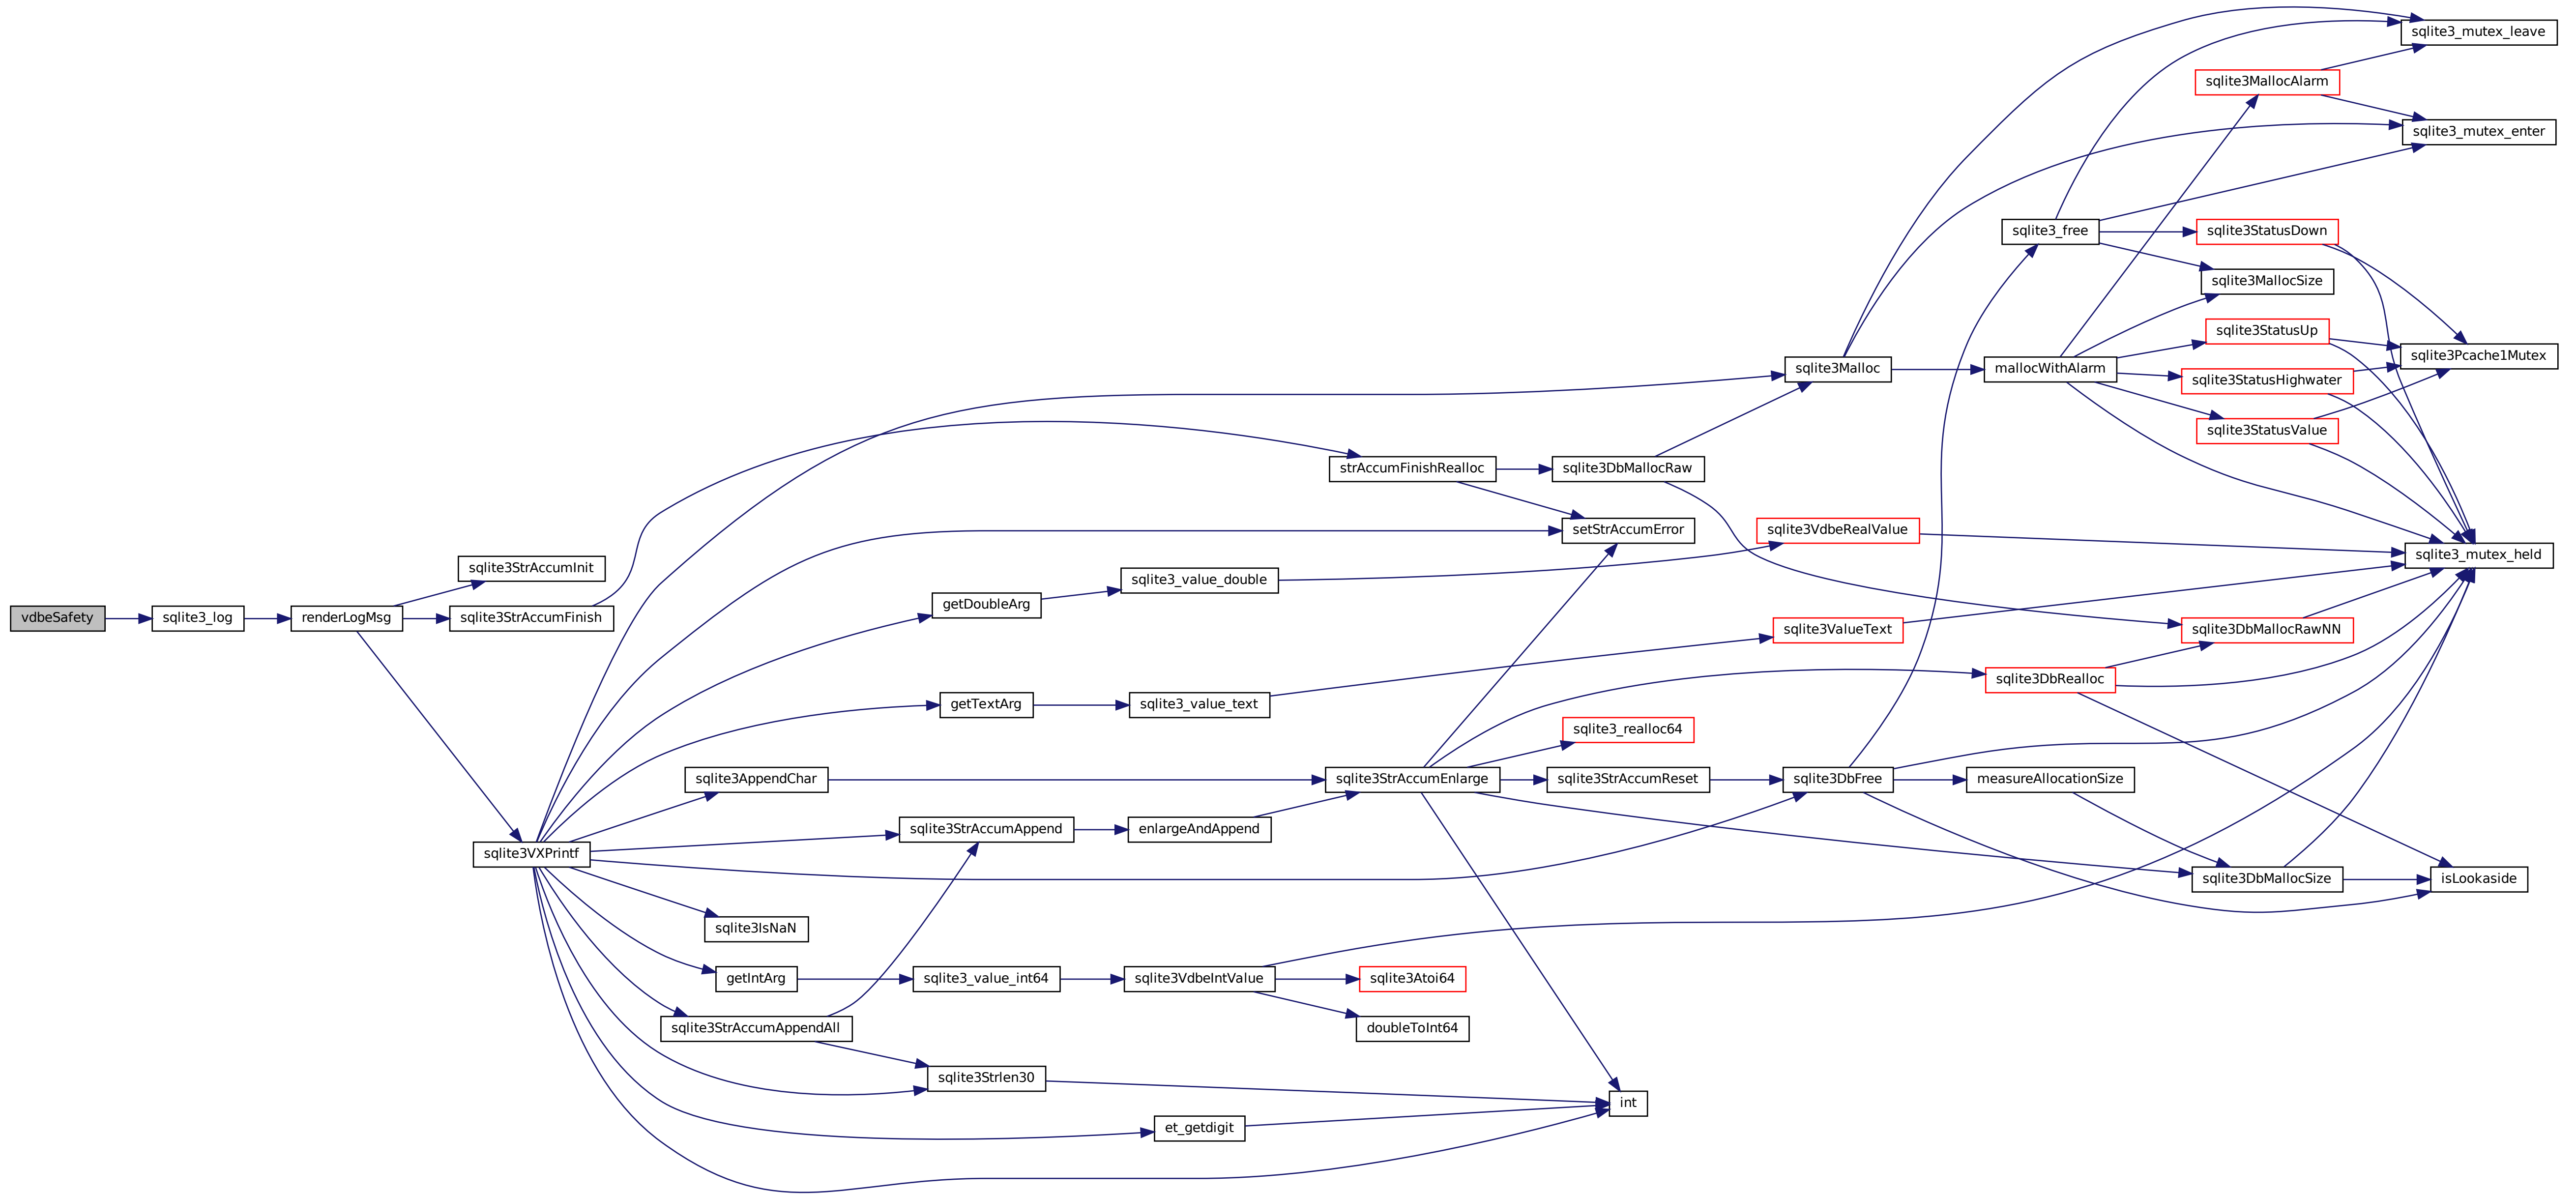 vdbeSafety
sqlite3_log
renderLogMsg
sqlite3StrAccumInit
sqlite3StrAccumFinish
sqlite3VXPrintf
sqlite3AppendChar
sqlite3IsNaN
getIntArg
sqlite3StrAccumAppendAll
getDoubleArg
getTextArg
sqlite3StrAccumAppend
sqlite_value_int64
sqlite3Strlen30
sqlite3_value_double
sqlite3_value_text
enlargeAndAppend
sqlite3VdbeIntValue
et_getdigit
strAccumFinishRealloc
sqlite3StrAccumEnlarge
sqlite3Atoi64
doubleToInt64
sqlite3DbMallocRaw
setStrAccumError
sqlite3_realloc64
sqlite3StrAccumReset
int
sqlite3Malloc
sqlite3VdbeRealValue
sqlite3ValueText
sqlite3DbFree
sqlite3_free
mallocWithAlarm
sqlite3DbRealloc
measureAllocationSize
sqlite3MallocAlarm
sqlite3StatusDown
sqlite3MallocSize
sqlite3StatusUp
sqlite3StatusHighwater
sqlite3StatusValue
sqlite3DbMallocRawNN
sqlite3DbMallocSize
sqlite3_mutex_leave
sqlite3_mutex_enter
sqlite3Pcache1Mutex
sqlite3_mutex_held
isLookaside